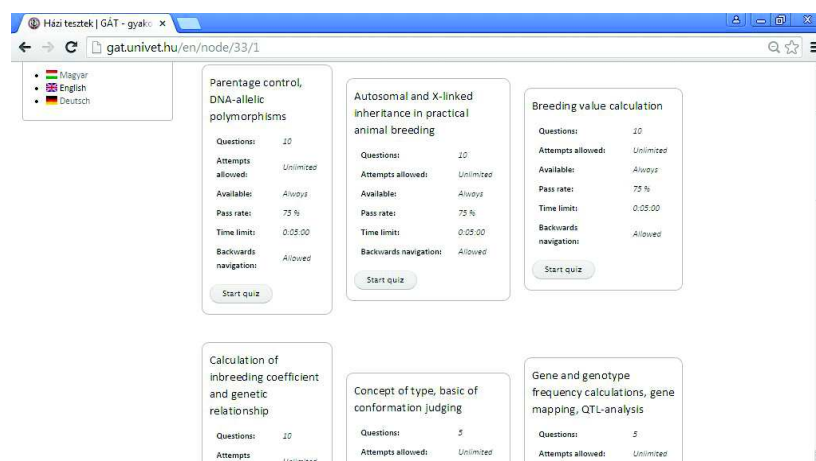 Házi tesztek | GÁT - gyako
gat.univet.hu/en/node/33/1
Magyar
English
Deutsch
Parentage control,
DNA-allelic
polymorphisms
Questions: 10
Attempts
allowed: Unlimited
Available: Always
Pass rate: 75 %
Time limit: 0:05:00
Backwards
navigation: Allowed
Start quiz
Autosomal and X-linked
inheritance in practical
animal breeding
Questions: 10
Attempts allowed: Unlimited
Available: Always
Pass rate: 75 %
Time limit: 0:05:00
Backwards navigation: Allowed
Start quiz
Breeding value calculation
Questions: 10
Attempts allowed: Unlimited
Available: Always
Pass rate: 75 %
Time limit: 0:05:00
Backwards
navigation: Allowed
Start quiz
Calculation of
inbreeding coefficient
and genetic
relationship
Questions: 10
Attempts
Unlimited
Concept of type, basic of
conformation judging
Questions: 5
Attempts allowed: Unlimited
Gene and genotype
frequency calculations, gene
mapping, QTL-analysis
Questions: 5
Attempts allowed: Unlimited